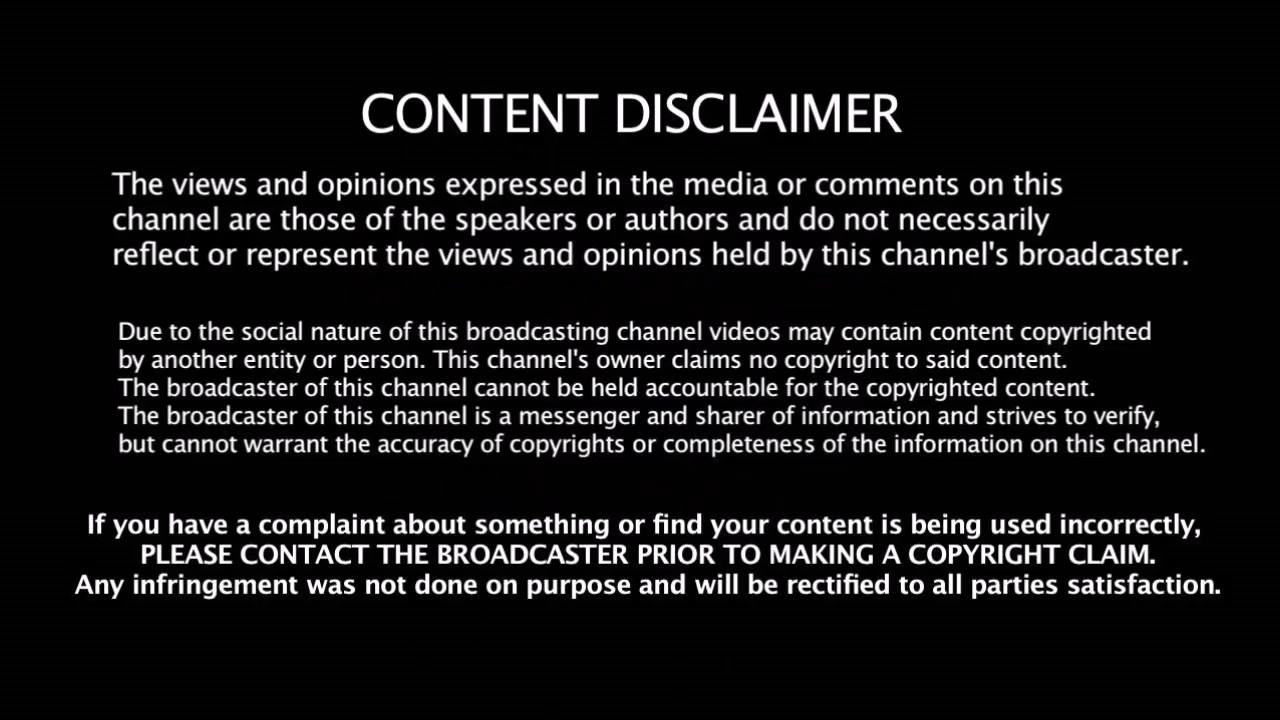 CONTENT DISCLAIMER
The views and opinions expressed in the media or comments on this
channel are those of the speakers or authors and do not necessarily
reflect or represent the views and opinions held by this channel's broadcaster.
Due to the social nature of this broadcasting channel videos may contain content copyrighted
by another entity or person. This channel's owner claims no copyright to said content.
The broadcaster of this channel cannot be held accountable for the copyrighted content.
The broadcaster of this channel is a messenger and sharer of information and strives to verify,
but cannot warrant the accuracy of copyrights or completeness of the information on this channel.
If you have a complaint about something or find your content is being used incorrectly,
PLEASE CONTACT THE BROADCASTER PRIOR TO MAKING A COPYRIGHT CLAIM.
Any infringement was not done on purpose and will be rectified to all parties satisfaction.